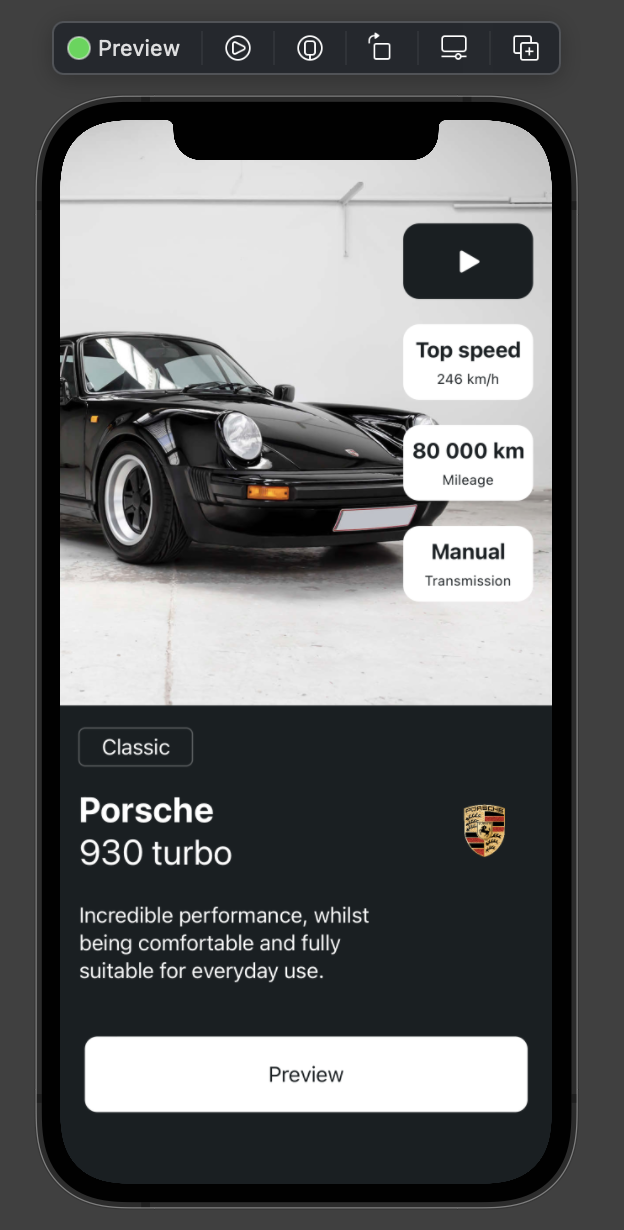 Preview
Top speed
246 km/h
80 000 km
Mileage
Manual
Transmission
Classic
Porsche
930 turbo
PORSCHE
Incredible performance, whilst
being comfortable and fully
suitable for everyday use.
Preview